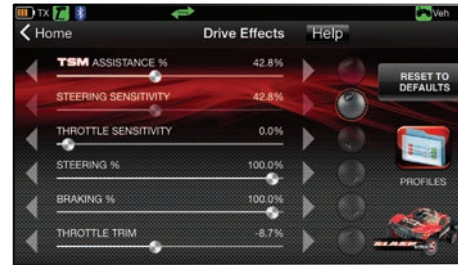 TX
Veh
Home
Drive Effects
Help
TSM ASSISTANCE % 42.8%
STEERING SENSITIVITY 42.8%
THROTTLE SENSITIVITY 0.0%
STEERING % 100.0%
BRAKING % 100.0%
THROTTLE TRIM -8.7%
RESET TO
DEFAULTS
PROFILES
SLASH